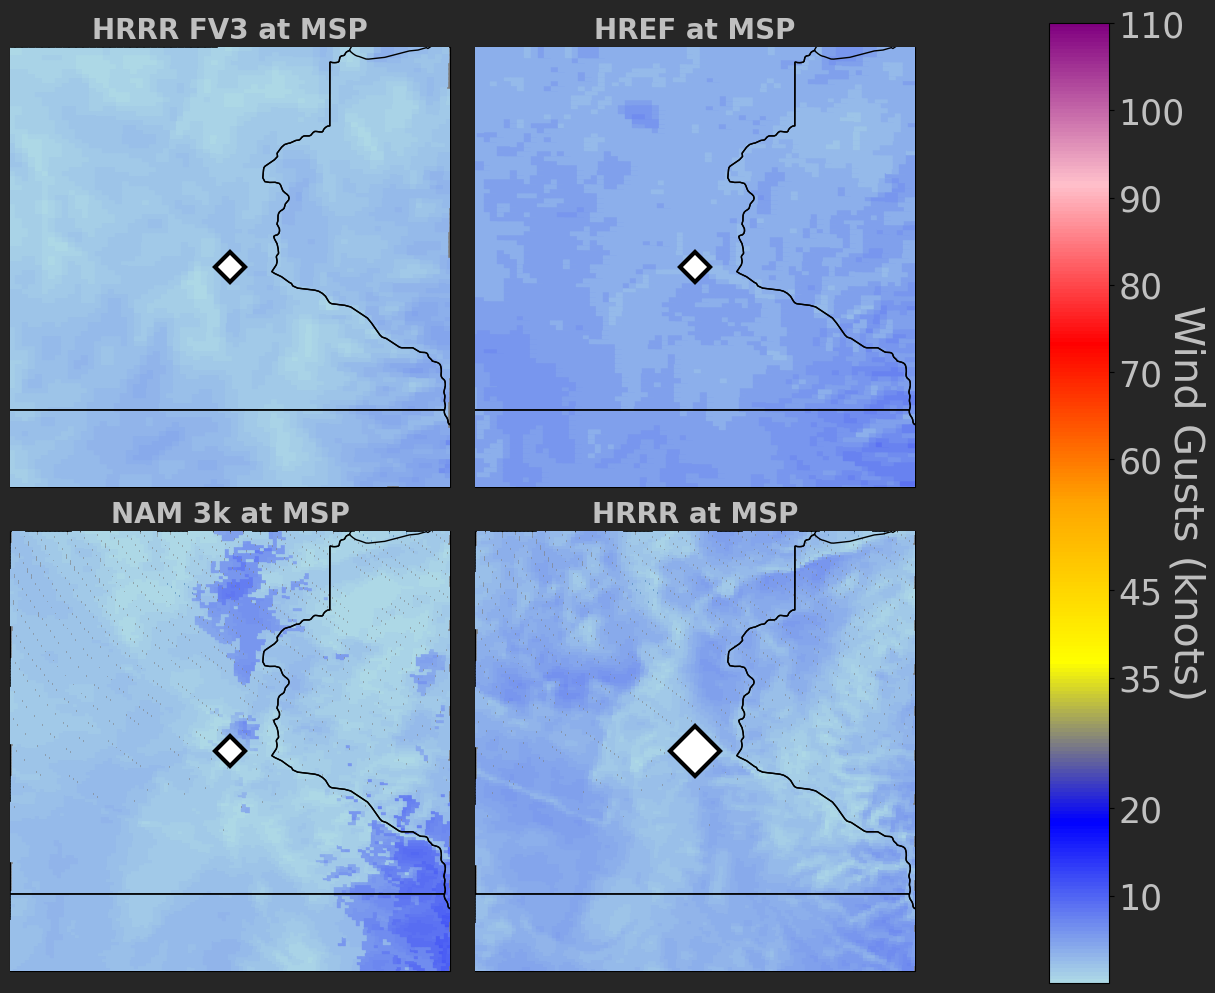 HRRR FV3 at MSP
HREF at MSP
NAM 3k at MSP
HRRR at MSP
110
100
90
80
70
60
45
35
20
10
Wind Gusts (knots)